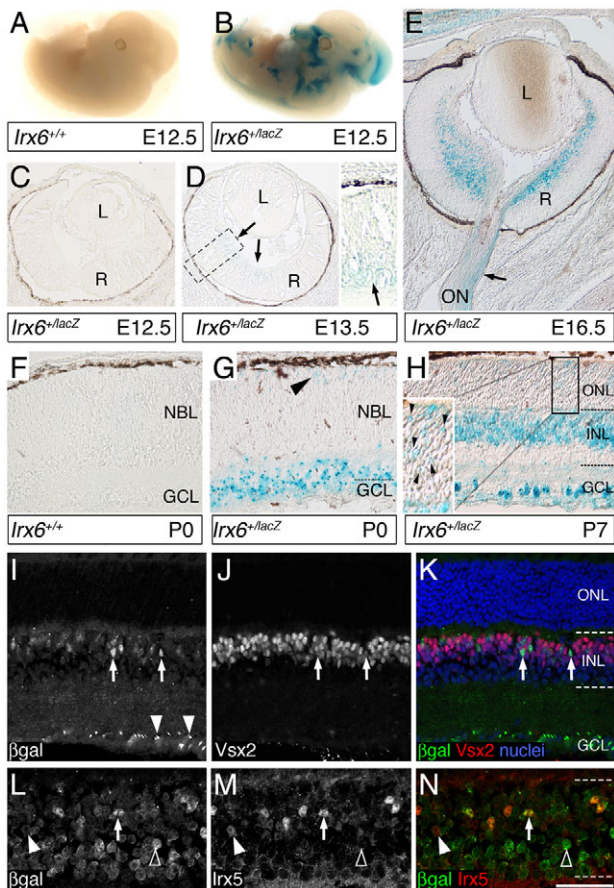 A B E
Irx6+/+ E12.5 Irx6+/lacZ E12.5
L
C D
L L
R
R R
ON
Irx6+/lacZ E12.5 Irx6+/lacZ E13.5 Irx6+/lacZ E16.5
F G H
ONL
NBL NBL
INL
GCL GCL GCL
Irx6+/+ P0 Irx6+/lacZ P0 Irx6+/lacZ P7
I J K
ONL
INL
GCL
βgal Vsx2 βgal Vsx2 nuclei
L M N
βgal Irx5 βgal Irx5